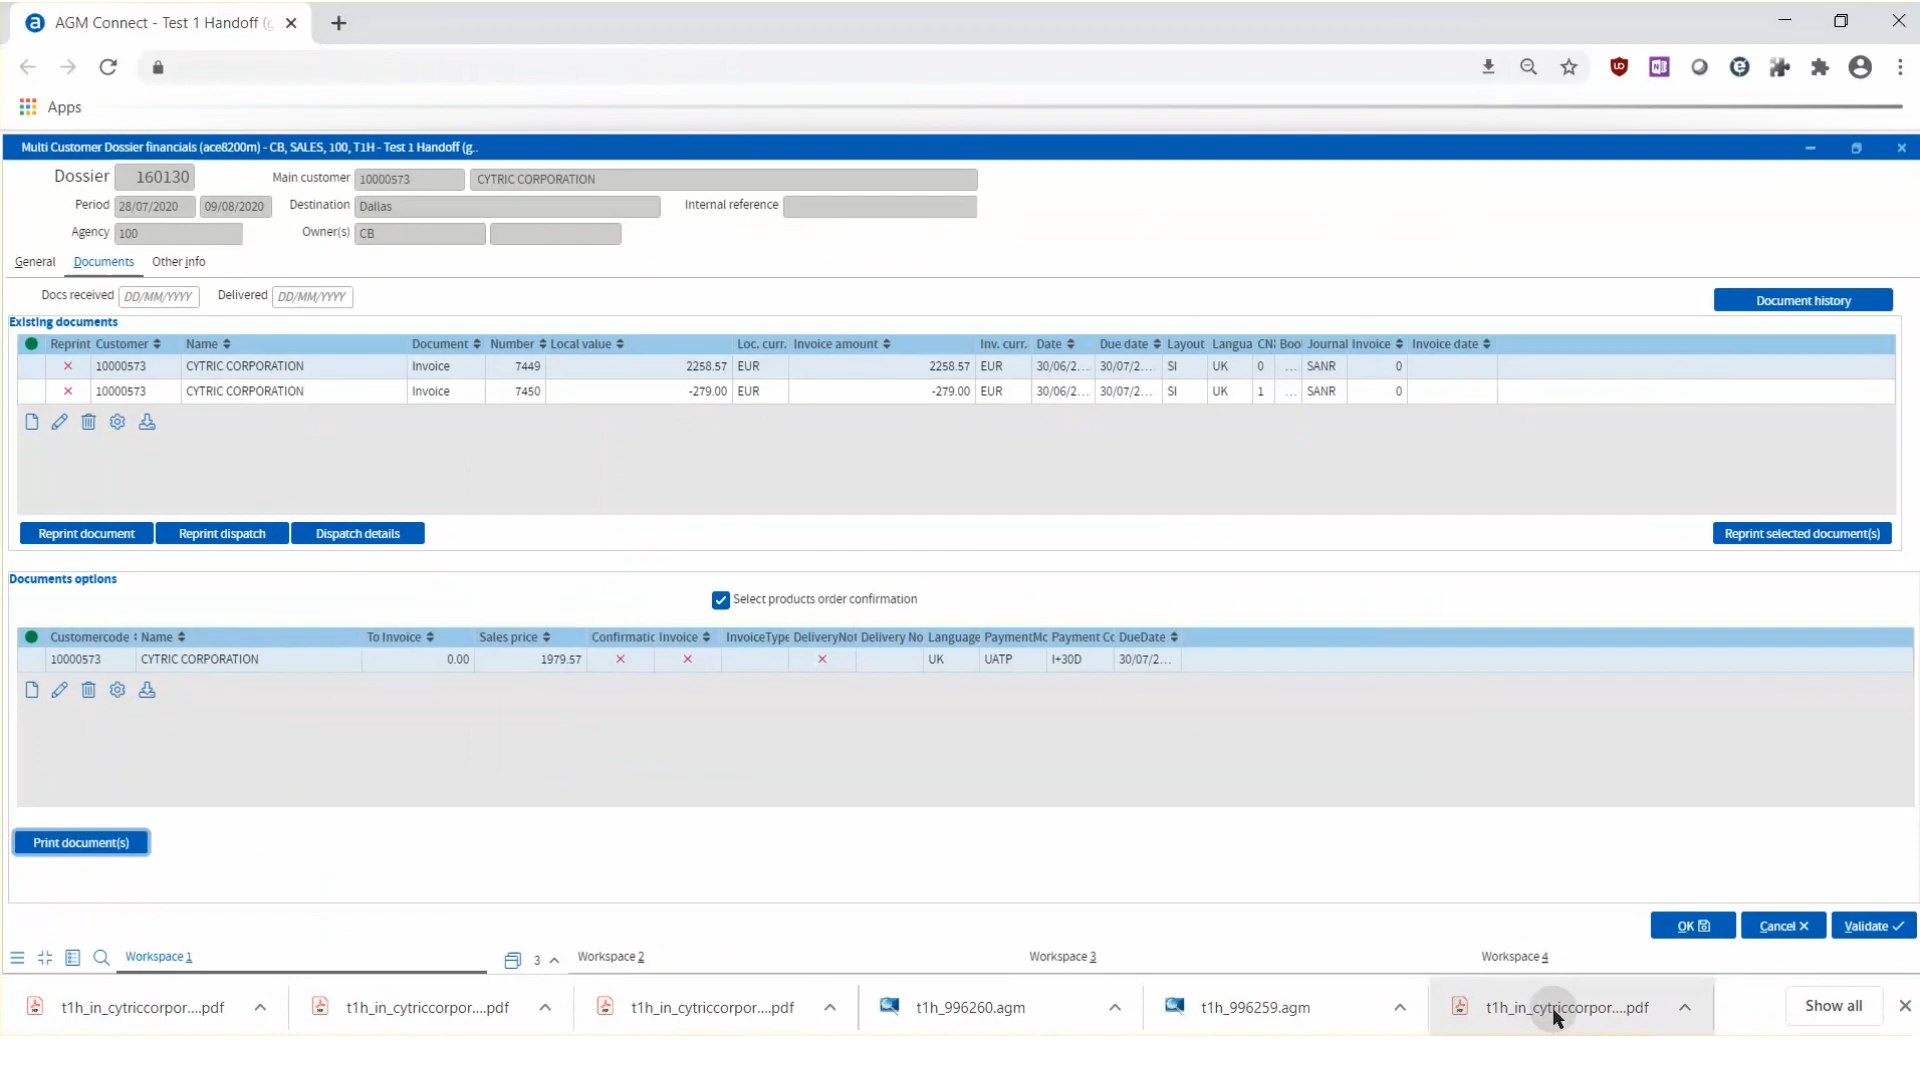 AGM Connect - Test 1 Handoff (g
Apps
Multi Customer Dossier financials (ace8200m) - CB, SALES, 100, T1H - Test 1 Handoff (g..
Dossier 160130 Main customer 10000573 CYTRIC CORPORATION
Period 28/07/2020 09/08/2020 Destination Dallas Internal reference
Agency 100 Owner(s) CB
General Documents Other info
Docs received DD/MM/YYYY Delivered DD/MM/YYYY Document history
Existing documents
Reprint Customer Name Document Number Local value Loc. curr. Invoice amount Inv. curr. Date Due date Layout Langua CN Boo Journal Invoice Invoice date
10000573 CYTRIC CORPORATION Invoice 7449 2258.57 EUR 2258.57 EUR 30/06/2... 30/07/2... SI UK 0 ... SANR 0
10000573 CYTRIC CORPORATION Invoice 7450 -279.00 EUR -279.00 EUR 30/06/2... 30/07/2... SI UK 1 ... SANR 0
Reprint document Reprint dispatch Dispatch details Reprint selected document(s)
Documents options
Select products order confirmation
Customercode Name To Invoice Sales price Confirmatic Invoice InvoiceType DeliveryNot Delivery No Language PaymentMc Payment Cc DueDate
10000573 CYTRIC CORPORATION 0.00 1979.57 UK UATP I+30D 30/07/2...
Print document(s)
OK Cancel Validate
Workspace 1 3 Workspace 2 Workspace 3 Workspace 4
t1h_in_cytriccorpor....pdf t1h_in_cytriccorpor....pdf t1h_in_cytriccorpor....pdf t1h_996260.agm t1h_996259.agm t1h_in_cytriccorpor....pdf Show all